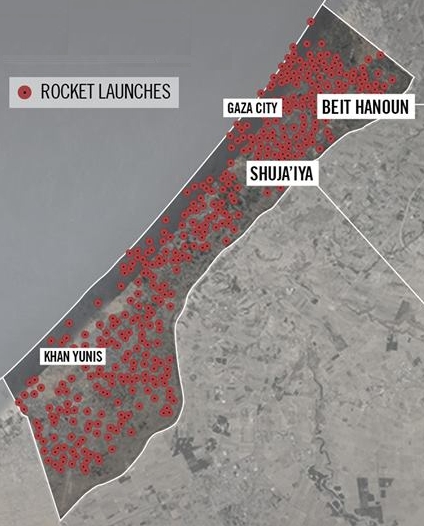 ROCKET LAUNCHES
GAZA CITY
BEIT HANOUN
SHUJA'IYA
KHAN YUNIS